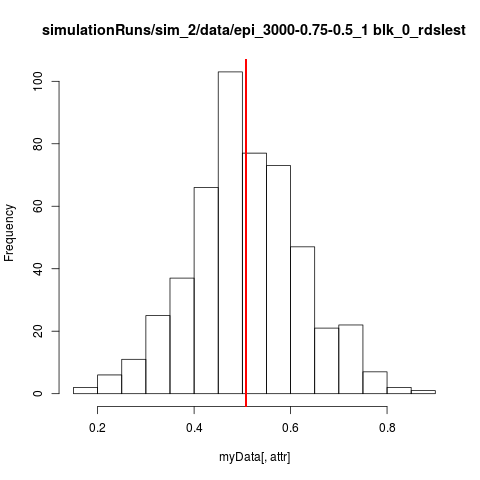 simulationRuns/sim_2/data/epi_3000-0.75-0.5_1 blk_0_rdslest
100
80
60
40
20
0
Frequency
0.2 0.4 0.6 0.8
myData[, attr]